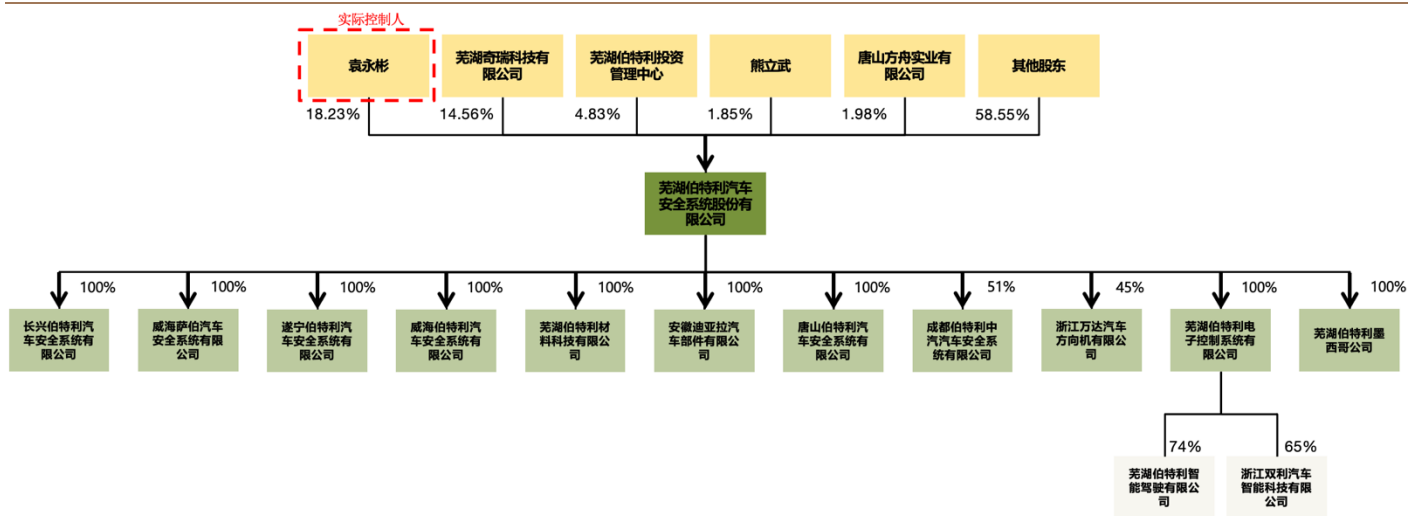 实际控制人
袁永彬
芜湖奇瑞科技有
限公司
芜湖伯特利投资
管理中心
熊立武
唐山方舟实业有
限公司
其他股东
18.23%
14.56%
4.83%
1.85%
1.98%
58.55%
芜湖伯特利汽车
安全系统股份有
限公司
100%
100%
100%
100%
100%
100%
100%
51%
45%
100%
100%
长兴伯特利汽
车安全系统有
限公司
威海萨伯汽车
安全系统有限
公司
遂宁伯特利汽
车安全系统有
限公司
威海伯特利汽
车安全系统有
限公司
芜湖伯特利材
料科技有限公
司
安徽迪亚拉汽
车部件有限公
司
唐山伯特利汽
车安全系统有
限公司
成都伯特利中
汽汽车安全系
统有限公司
浙江万达汽车
方向机有限公
司
芜湖伯特利电
子控制系统有
限公司
芜湖伯特利墨
西哥公司
74%
65%
芜湖伯特利智
能驾驶有限公
司
浙江双利汽车
智能科技有限
公司